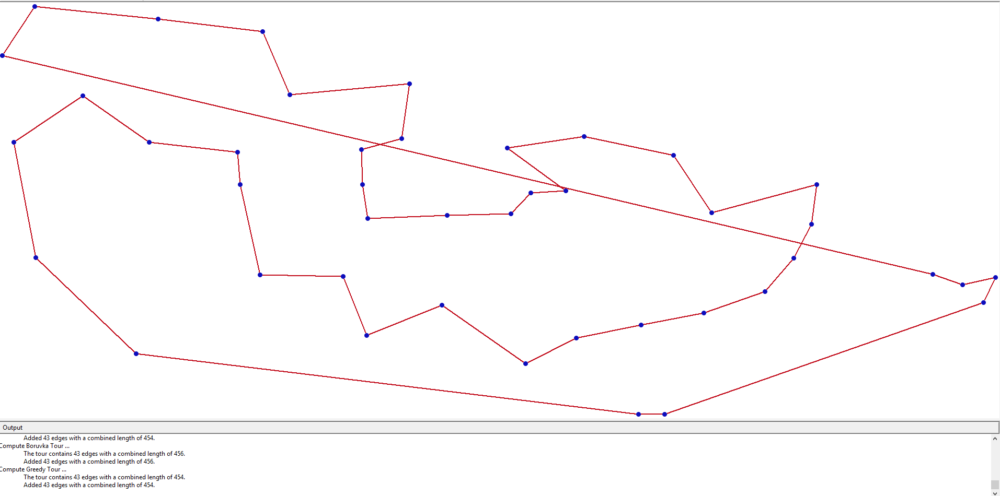 Output
Added 43 edges with a combined length of 454.
Compute Boruvka Tour ...
The tour contains 43 edges with a combined length of 456.
Added 43 edges with a combined length of 456.
Compute Greedy Tour ...
The tour contains 43 edges with a combined length of 454.
Added 43 edges with a combined length of 454.